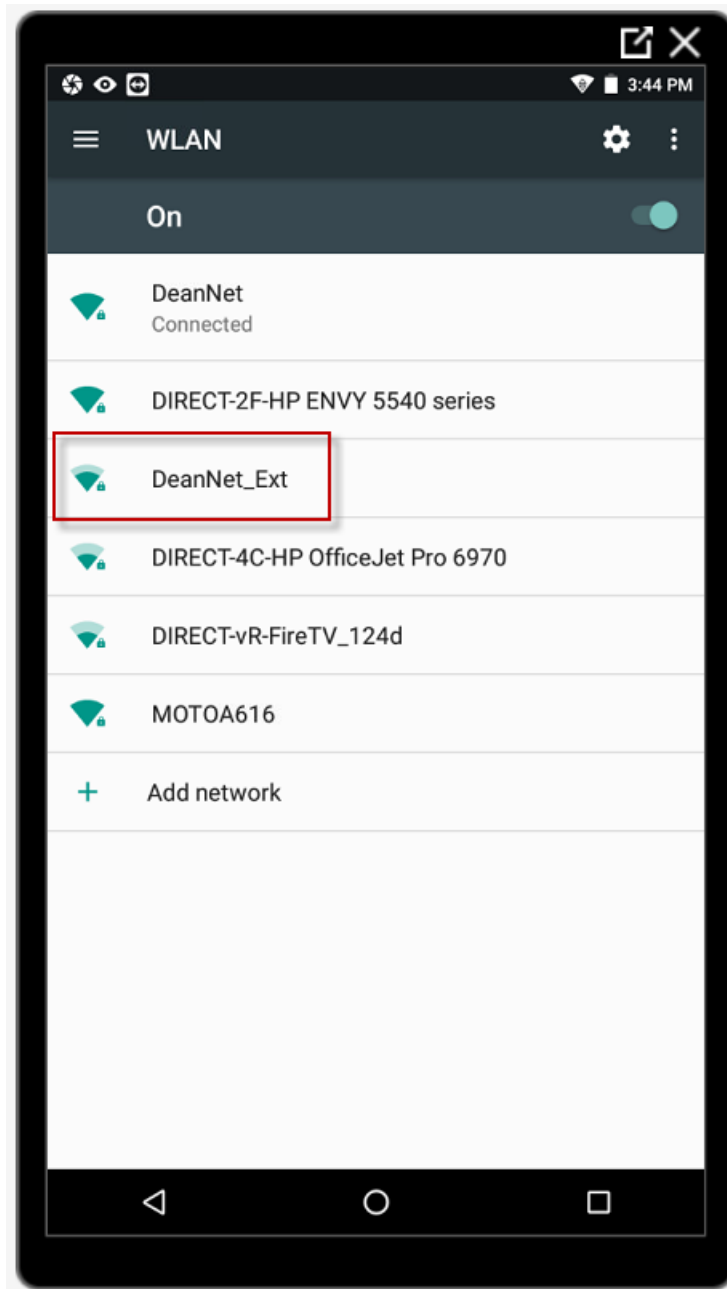 3:44 PM
WLAN
On
DeanNet
Connected
DIRECT-2F-HP ENVY 5540 series
DeanNet_Ext
DIRECT-4C-HP OfficeJet Pro 6970
DIRECT-vR-FireTV_124d
MOTOA616
Add network